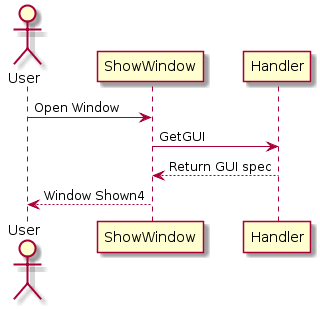 User
ShowWindow
Handler
Open Window
GetGUI
Return GUI spec
Window Shown4
User
ShowWindow
Handler